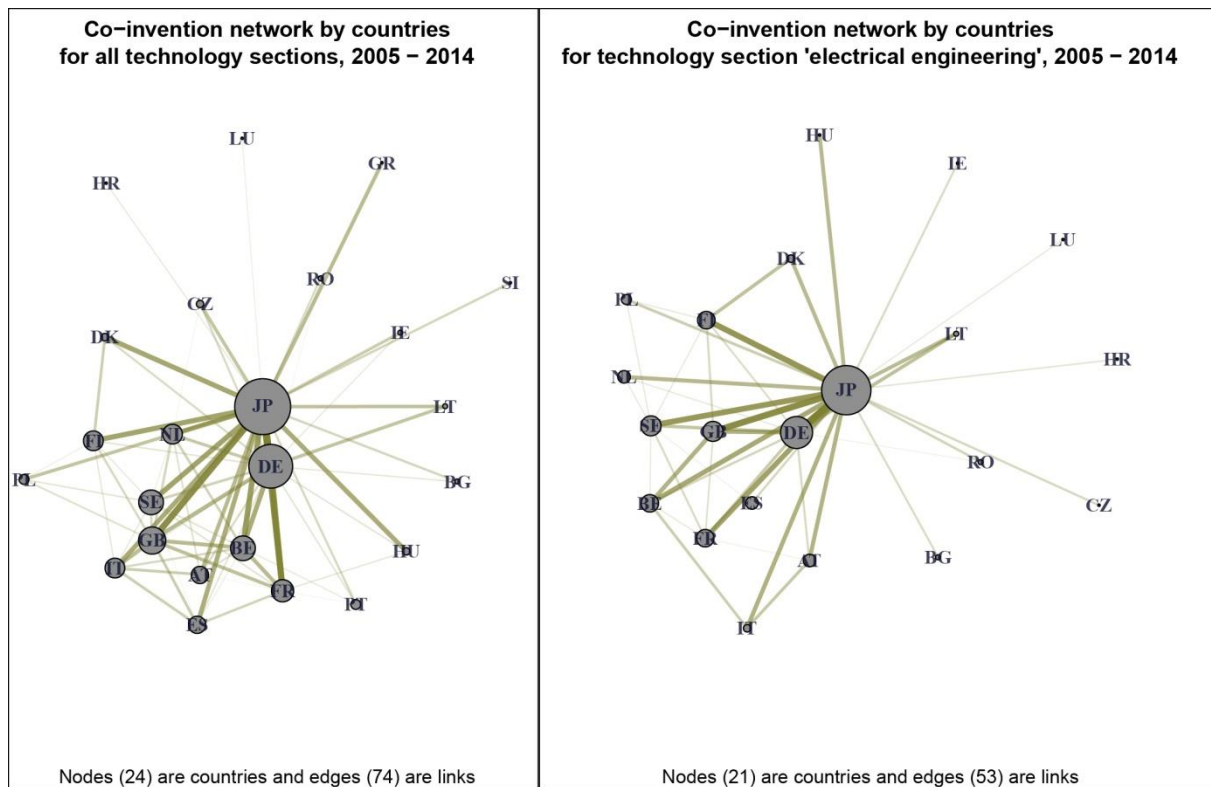 Co−invention network by countries
for all technology sections, 2005 − 2014
LU
GR
HR
RO
SI
CZ
DK
IE
JP
LT
FI
NL
DE
PL
BG
SE
GB
BE
HU
IT
AT
FR
PT
ES
Nodes (24) are countries and edges (74) are links
Co−invention network by countries
for technology section 'electrical engineering', 2005 − 2014
HU
IE
LU
DK
PL
FI
LT
HR
NL
JP
SE
GB
DE
RO
BE
ES
CZ
FR
BG
AT
IT
Nodes (21) are countries and edges (53) are links